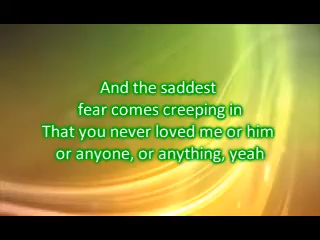 And the saddest
fear comes creeping in
That you never loved me or him
or anyone, or anything, yeah